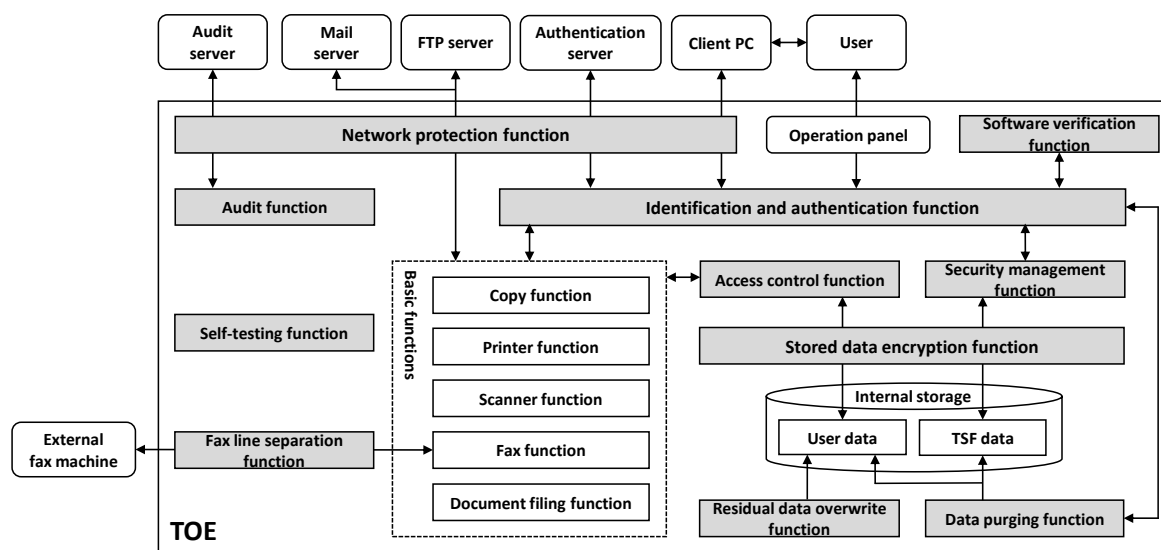 Audit
server
Mail
server
FTP server
Authentication
server
Client PC
User
Network protection function
Operation panel
Software verification
function
Audit function
Identification and authentication function
Basic functions
Copy function
Access control function
Security management
function
Self-testing function
Printer function
Stored data encryption function
Scanner function
Internal storage
External
fax machine
Fax line separation
function
Fax function
User data
TSF data
Document filing function
Residual data overwrite
function
Data purging function
TOE